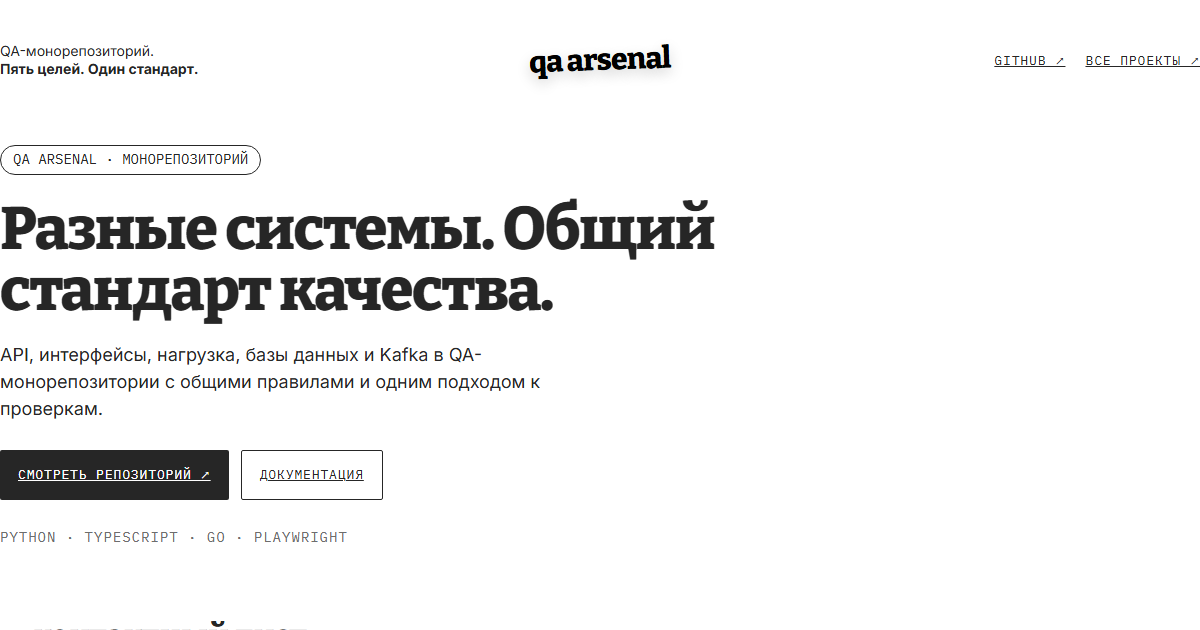 QA-монорепозиторий.
Пять целей. Один стандарт.
qa arsenal
GITHUB ↗
ВСЕ ПРОЕКТЫ ↗
QA ARSENAL · МОНОРЕПОЗИТОРИЙ
Разные системы. Общий
стандарт качества.
API, интерфейсы, нагрузка, базы данных и Kafka в QA-
монорепозитории с общими правилами и одним подходом к
проверкам.
СМОТРЕТЬ РЕПОЗИТОРИЙ ↗
ДОКУМЕНТАЦИЯ
PYTHON · TYPESCRIPT · GO · PLAYWRIGHT